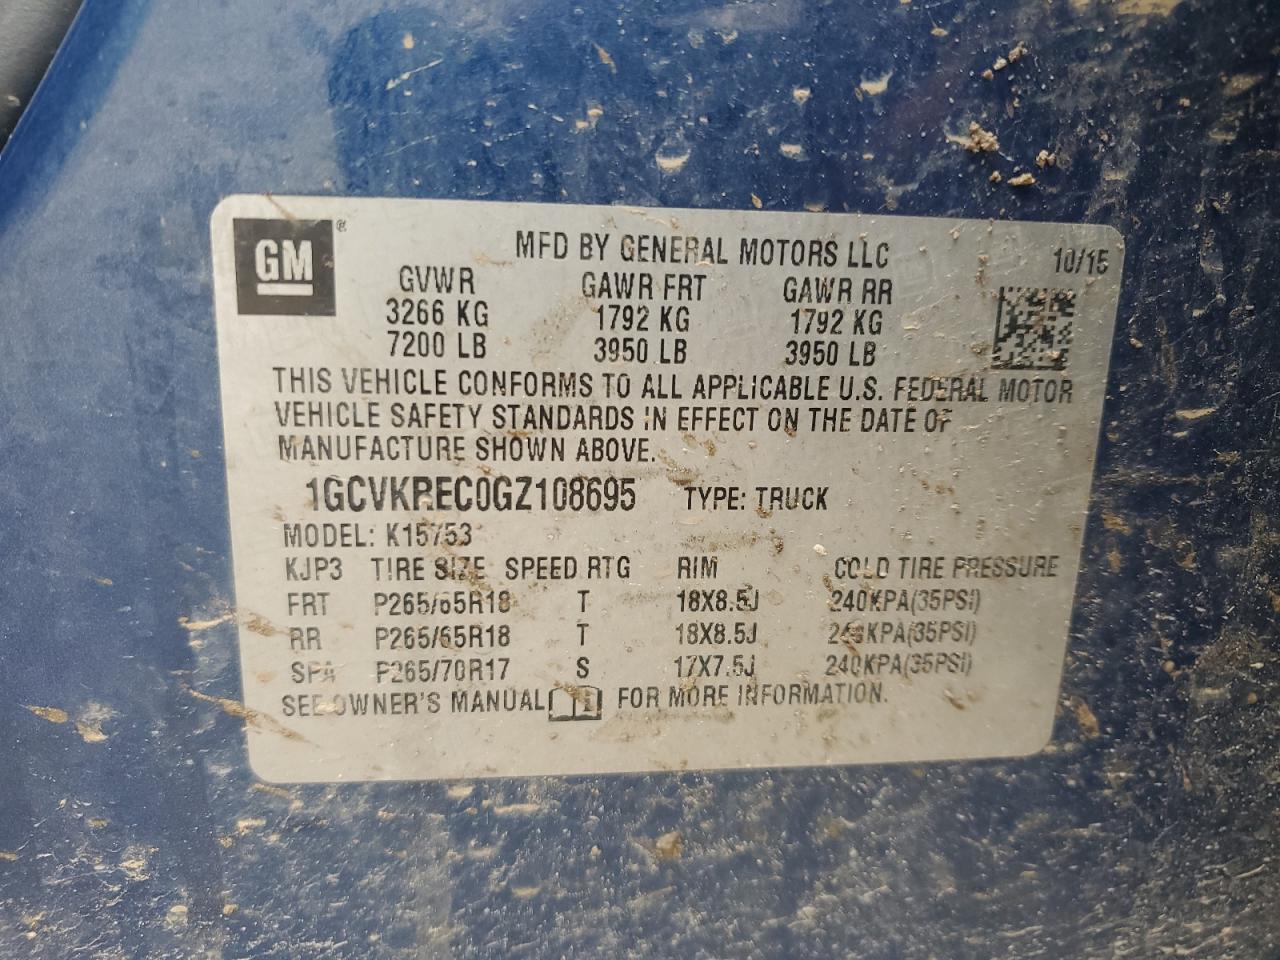 GM®
MFD BY GENERAL MOTORS LLC 10/15
GVWR GAWR FRT GAWR RR
3266 KG 1792 KG 1792 KG
7200 LB 3950 LB 3950 LB
THIS VEHICLE CONFORMS TO ALL APPLICABLE U.S. FEDERAL MOTOR
VEHICLE SAFETY STANDARDS IN EFFECT ON THE DATE OF
MANUFACTURE SHOWN ABOVE.
1GCVKREC0GZ108695 TYPE: TRUCK
MODEL: K15753
KJP3 TIRE SIZE SPEED RTG RIM COLD TIRE PRESSURE
FRT P265/65R18 T 18X8.5J 240KPA(35PSI)
RR P265/65R18 T 18X8.5J 240KPA(35PSI)
SPA P265/70R17 S 17X7.5J 240KPA(35PSI)
SEE OWNER'S MANUAL FOR MORE INFORMATION.